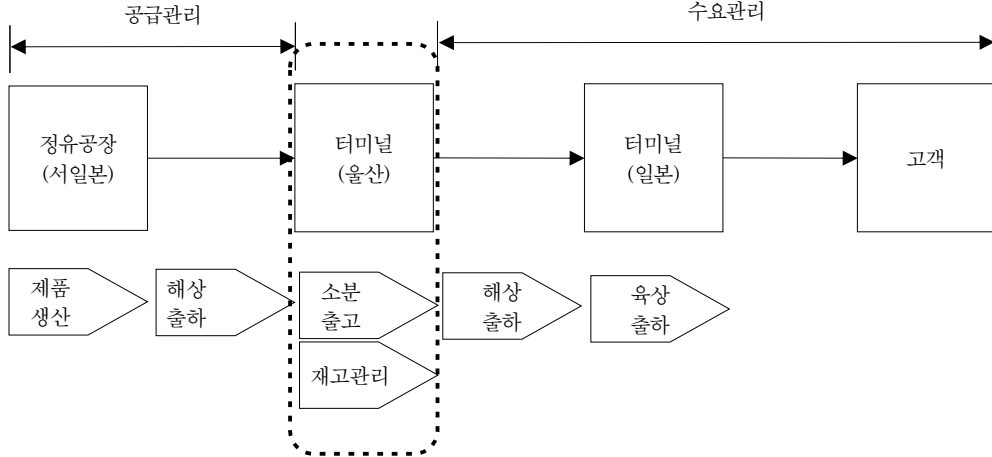 공급관리
수요관리
정유공장
(서일본)
터미널
(울산)
터미널
(일본)
고객
제품
생산
해상
출하
소분
출고
해상
출하
육상
출하
재고관리